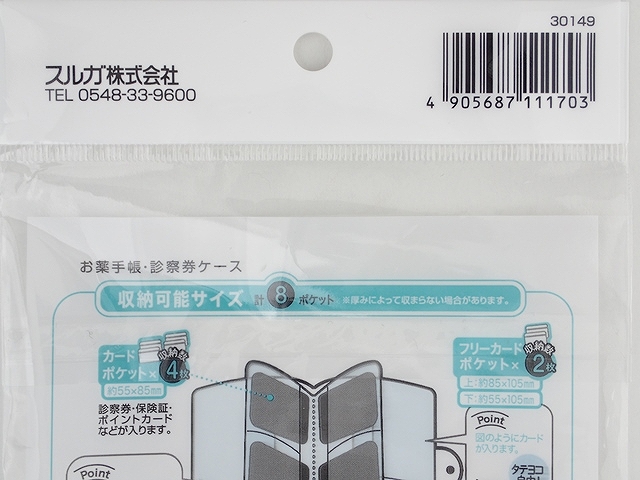 30149
スルガ株式会社
TEL 0548-33-9600
4 905687 111703
お薬手帳・診察券ケース
収納可能サイズ 計 8 ポケット ※厚みによって収まらない場合があります。
カード
ポケット×
収納数
4枚
約55×85mm
診察券・保険証・
ポイントカード
などが入ります。
フリーカード
ポケット×
収納数
2枚
上：約85×105mm
下：約55×105mm
Point
図のようにカード
が入ります。
タテヨコ
Point